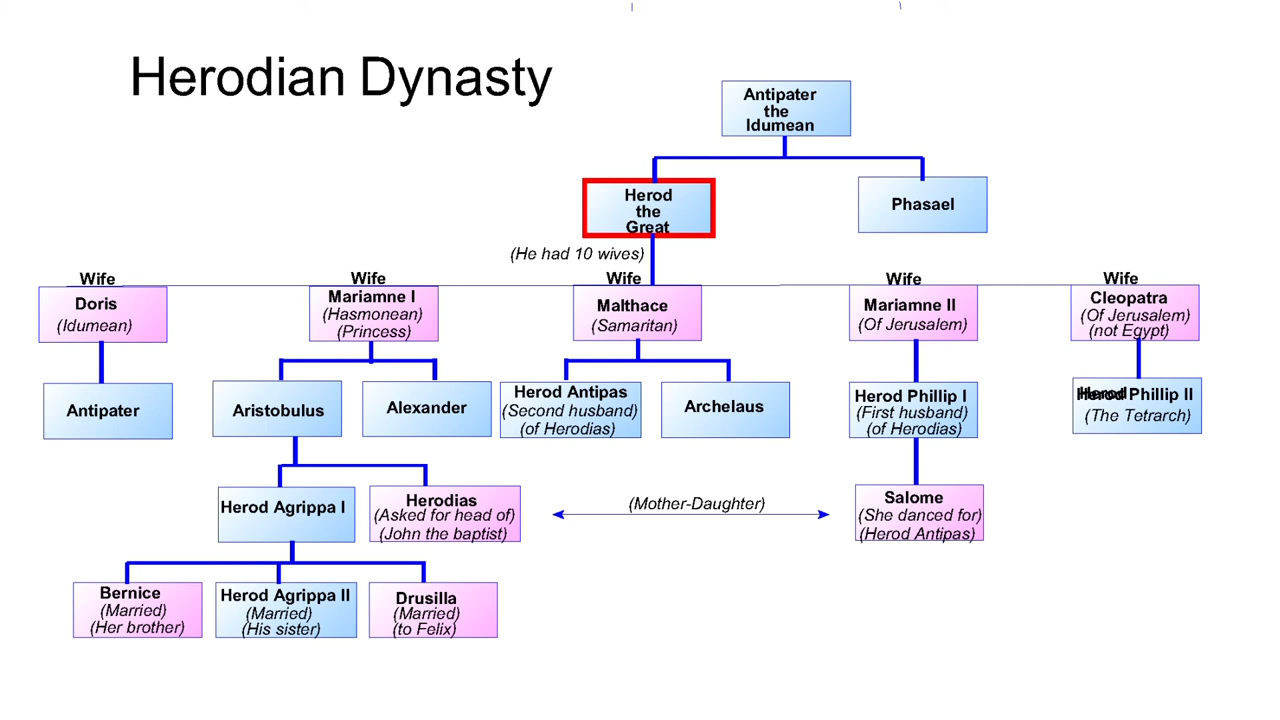 Herodian Dynasty
Antipater
the
Idumean
Herod
the
Great
Phasael
(He had 10 wives)
Wife
Wife
Wife
Wife
Wife
Doris
(Idumean)
Mariamne I
(Hasmonean)
(Princess)
Malthace
(Samaritan)
Mariamne II
(Of Jerusalem)
Cleopatra
(Of Jerusalem)
(not Egypt)
Antipater
Aristobulus
Alexander
Herod Antipas
(Second husband)
(of Herodias)
Archelaus
Herod Phillip I
(First husband)
(of Herodias)
Herod
Herod Phillip II
(The Tetrarch)
Herod Agrippa I
Herodias
(Asked for head of)
(John the baptist)
(Mother-Daughter)
Salome
(She danced for)
(Herod Antipas)
Bernice
(Married)
(Her brother)
Herod Agrippa II
(Married)
(His sister)
Drusilla
(Married)
(to Felix)